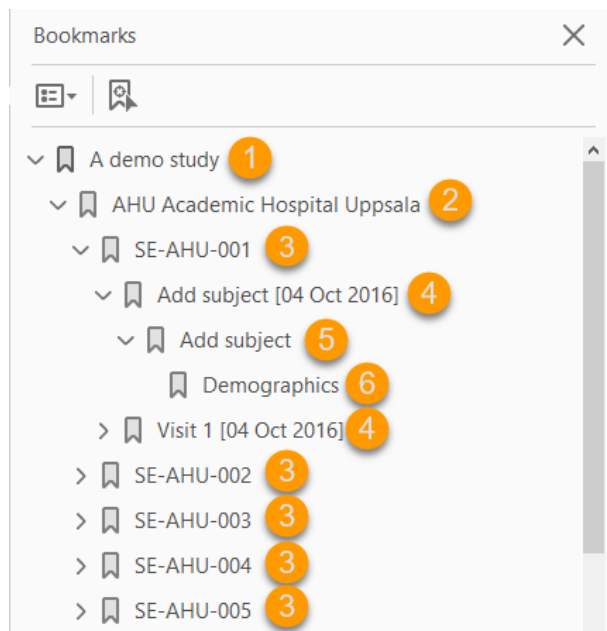 Bookmarks
A demo study 1
AHU Academic Hospital Uppsala 2
SE-AHU-001 3
Add subject [04 Oct 2016] 4
Add subject 5
Demographics 6
Visit 1 [04 Oct 2016] 4
SE-AHU-002 3
SE-AHU-003 3
SE-AHU-004 3
SE-AHU-005 3